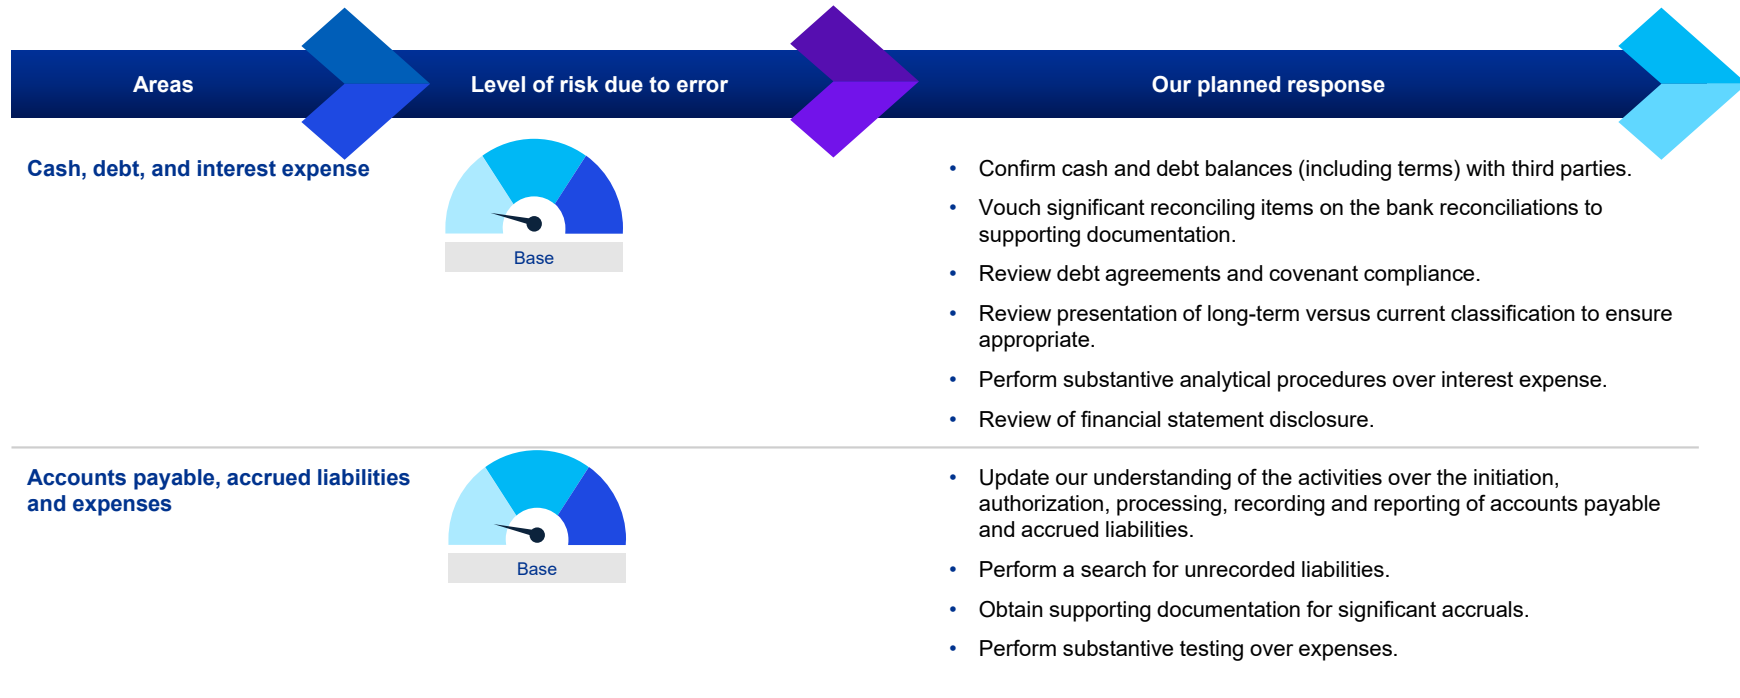 Areas
Level of risk due to error
Our planned response
Cash, debt, and interest expense
Base
• Confirm cash and debt balances (including terms) with third parties.
• Vouch significant reconciling items on the bank reconciliations to
supporting documentation.
• Review debt agreements and covenant compliance.
• Review presentation of long-term versus current classification to ensure
appropriate.
• Perform substantive analytical procedures over interest expense.
• Review of financial statement disclosure.
Accounts payable, accrued liabilities
and expenses
Base
• Update our understanding of the activities over the initiation,
authorization, processing, recording and reporting of accounts payable
and accrued liabilities.
• Perform a search for unrecorded liabilities.
• Obtain supporting documentation for significant accruals.
• Perform substantive testing over expenses.